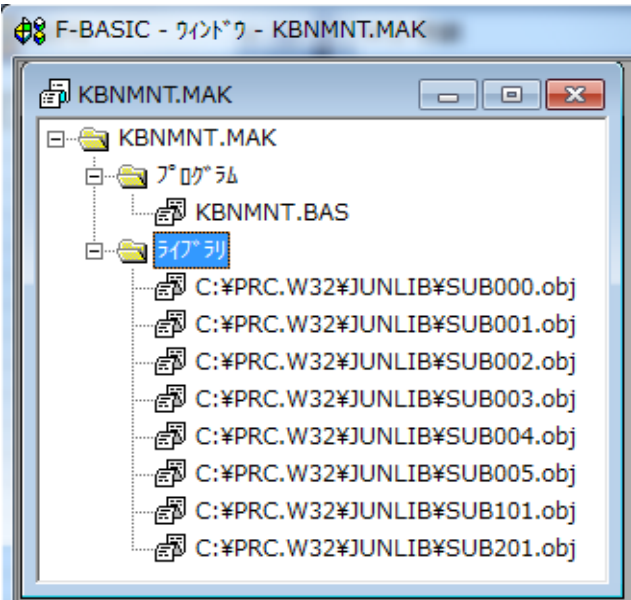 F-BASIC - ｳｨﾝﾄﾞｳ - KBNMNT.MAK
KBNMNT.MAK
KBNMNT.MAK
ﾌﾟﾛｸﾞﾗﾑ
KBNMNT.BAS
ﾗｲﾌﾞﾗﾘ
C:¥PRC.W32¥JUNLIB¥SUB000.obj
C:¥PRC.W32¥JUNLIB¥SUB001.obj
C:¥PRC.W32¥JUNLIB¥SUB002.obj
C:¥PRC.W32¥JUNLIB¥SUB003.obj
C:¥PRC.W32¥JUNLIB¥SUB004.obj
C:¥PRC.W32¥JUNLIB¥SUB005.obj
C:¥PRC.W32¥JUNLIB¥SUB101.obj
C:¥PRC.W32¥JUNLIB¥SUB201.obj